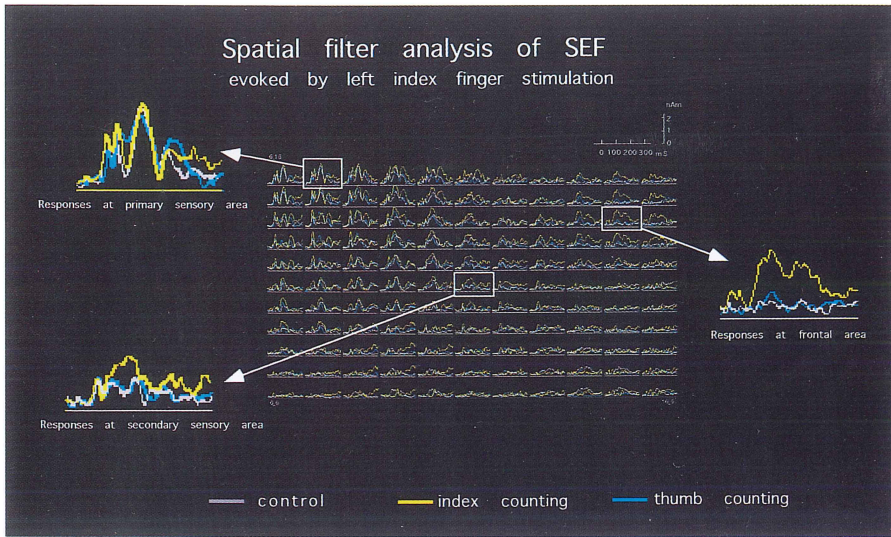 Spatial filter analysis of SEF
evoked by left index finger stimulation
nAm
2
1
0
0 100 200 300 mS
Responses at primary sensory area
Responses at frontal area
Responses at secondary sensory area
control
index counting
thumb counting